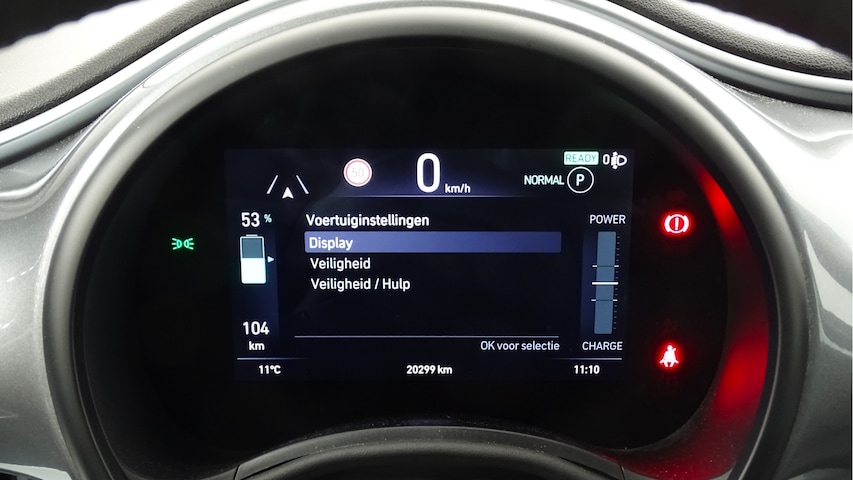 READY 0
50
0 km/h
NORMAL P
53 %
Voertuiginstellingen
POWER
Display
Veiligheid
Veiligheid / Hulp
104
km
OK voor selectie
CHARGE
11°C
20299 km
11:10